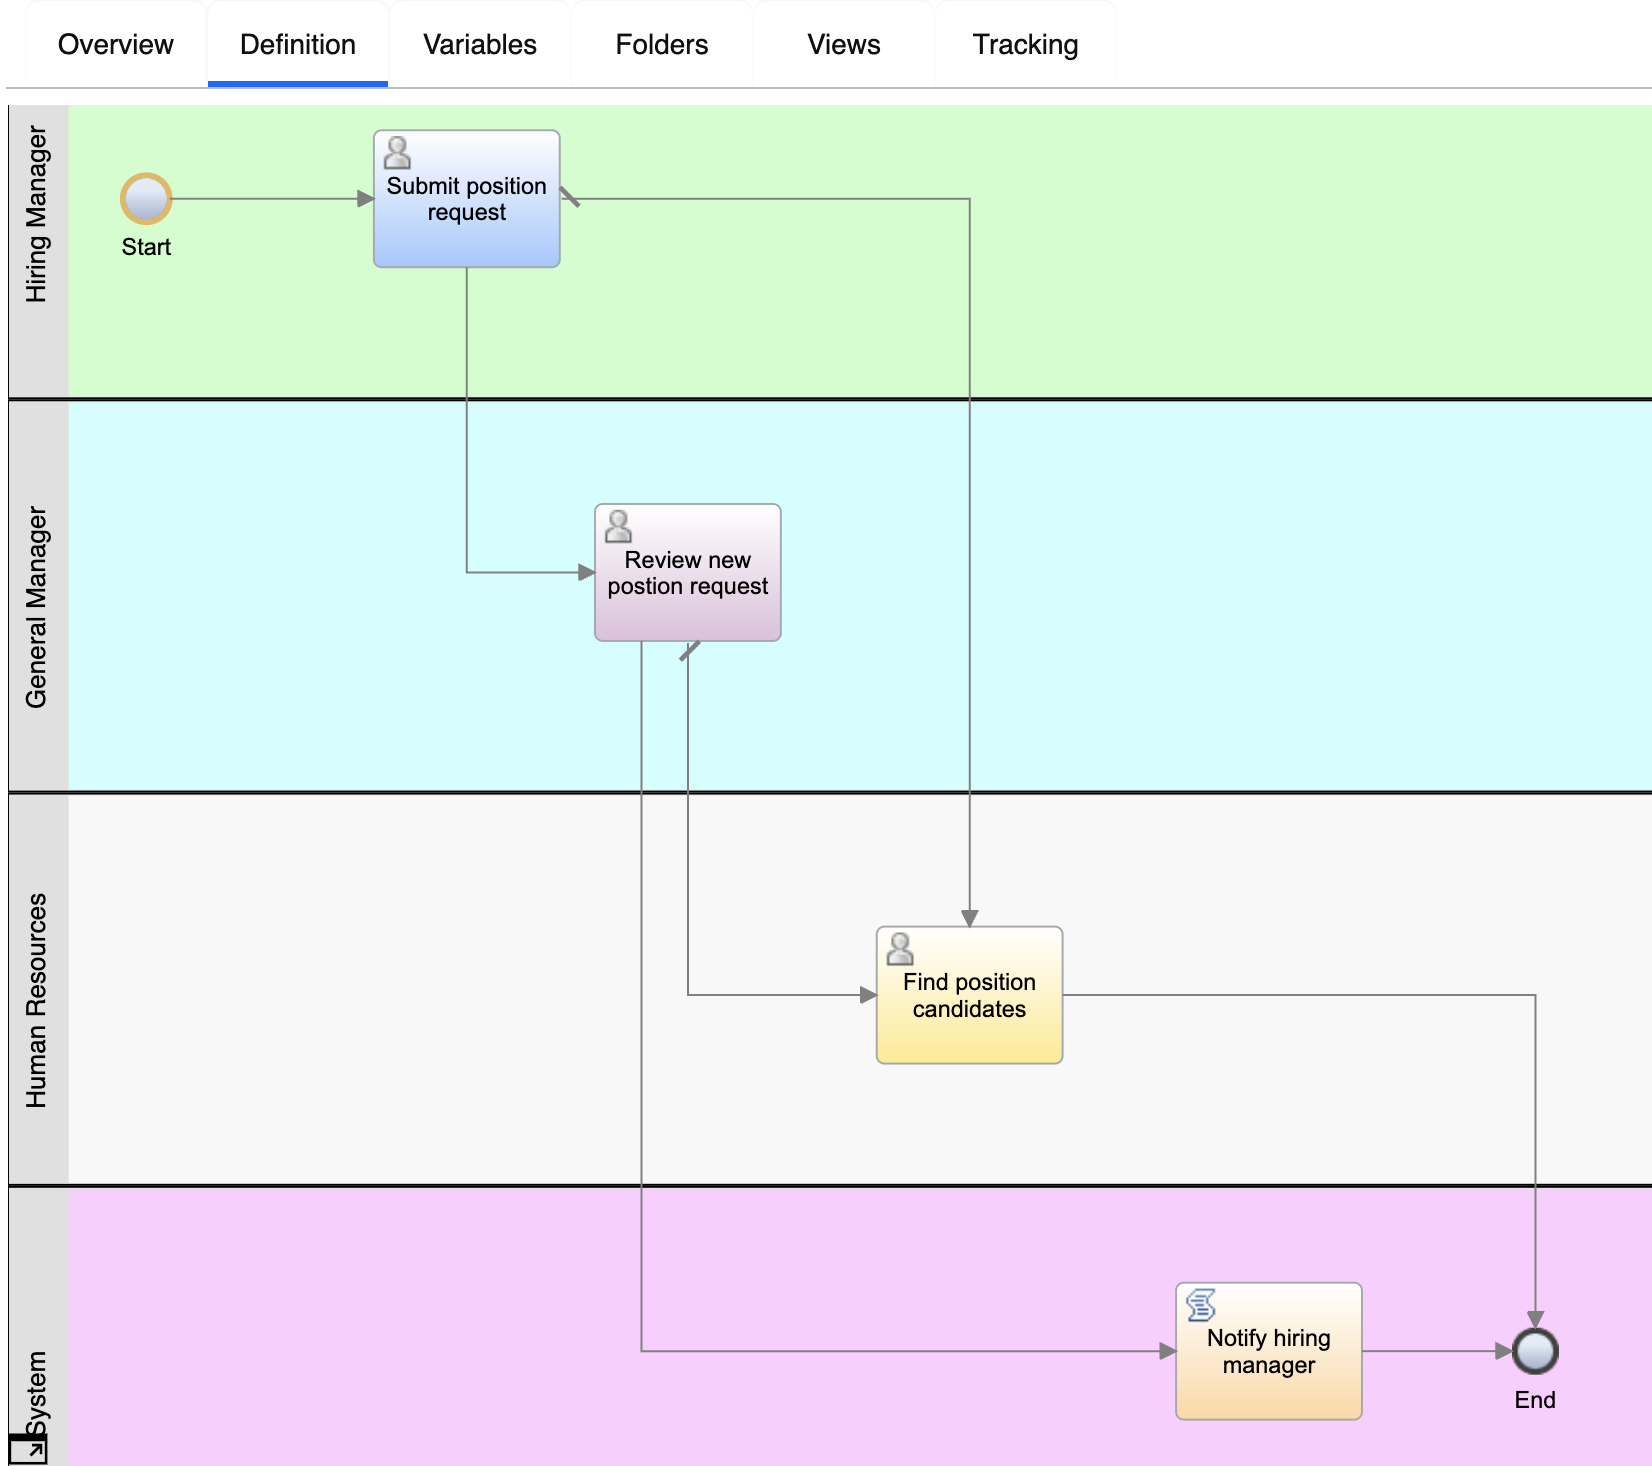 Overview
Definition
Variables
Folders
Views
Tracking
Hiring Manager
Start
Submit position
request
General Manager
Review new
postion request
Human Resources
Find position
candidates
System
Notify hiring
manager
End